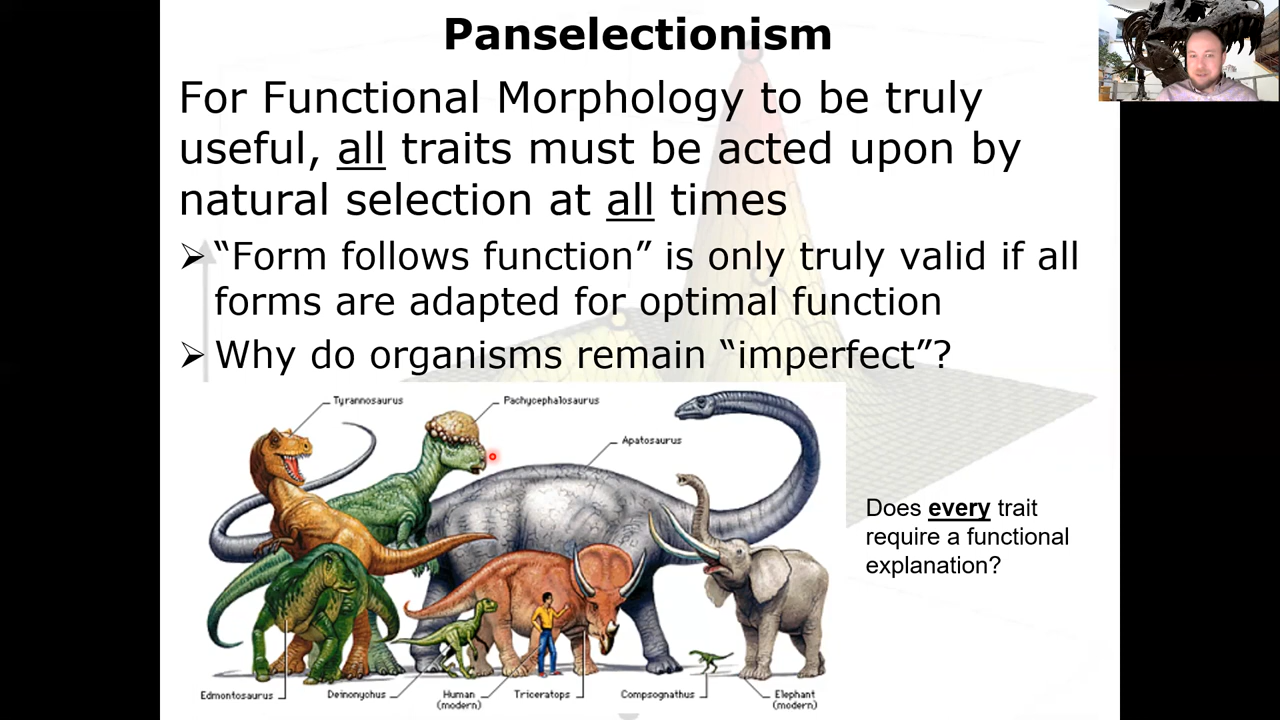 Panselectionism
For Functional Morphology to be truly
useful, all traits must be acted upon by
natural selection at all times
➢ “Form follows function” is only truly valid if all
forms are adapted for optimal function
➢ Why do organisms remain “imperfect”?
Tyrannosaurus
Pachycephalosaurus
Apatosaurus
Does every trait
require a functional
explanation?
Edmontosaurus
Deinonyohus
Human
(modern)
Triceratops
Compsognathus
Elephant
(modern)